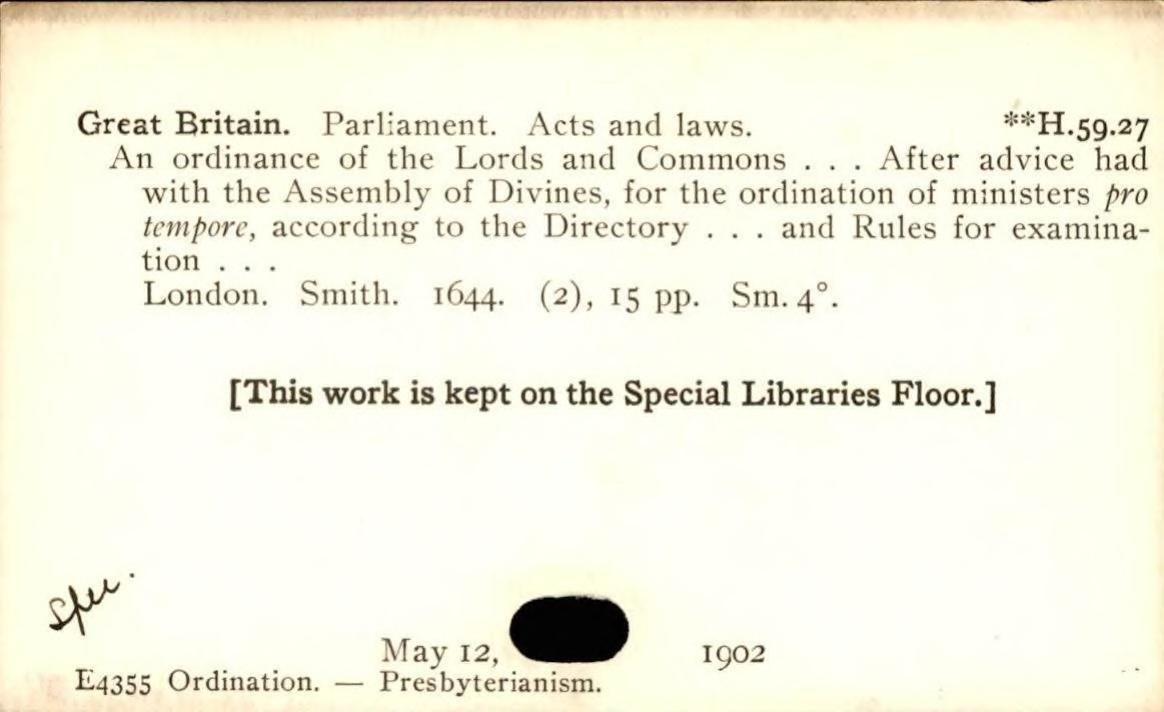 Great Britain. Parliament. Acts and laws. **H.59.27
An ordinance of the Lords and Commons . . . After advice had
with the Assembly of Divines, for the ordination of ministers pro
tempore, according to the Directory . . . and Rules for examina-
tion . . .
London. Smith. 1644. (2), 15 pp. Sm. 4°.
[This work is kept on the Special Libraries Floor.]
Spec.
May 12, 1902
E4355 Ordination. — Presbyterianism.